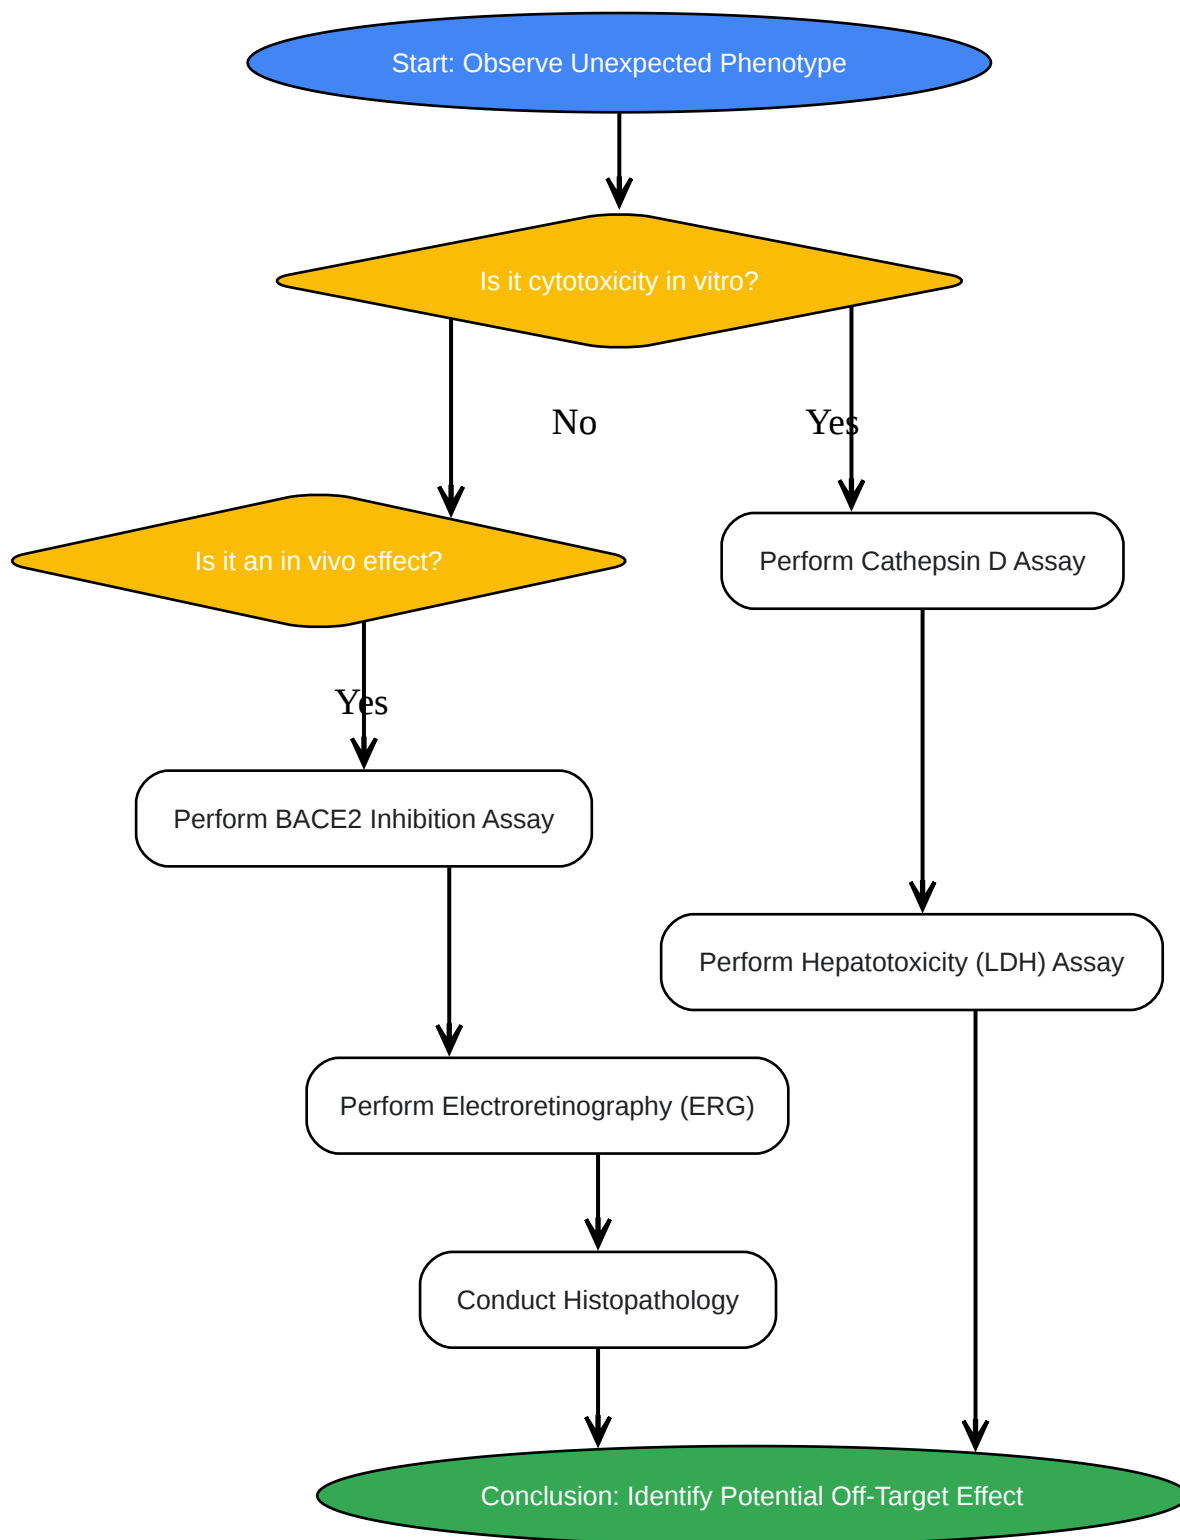 Start: Observe Unexpected Phenotype
Is it cytotoxicity in vitro?
No
Yes
Is it an in vivo effect?
Perform Cathepsin D Assay
Yes
Perform BACE2 Inhibition Assay
Perform Hepatotoxicity (LDH) Assay
Perform Electroretinography (ERG)
Conduct Histopathology
Conclusion: Identify Potential Off-Target Effect